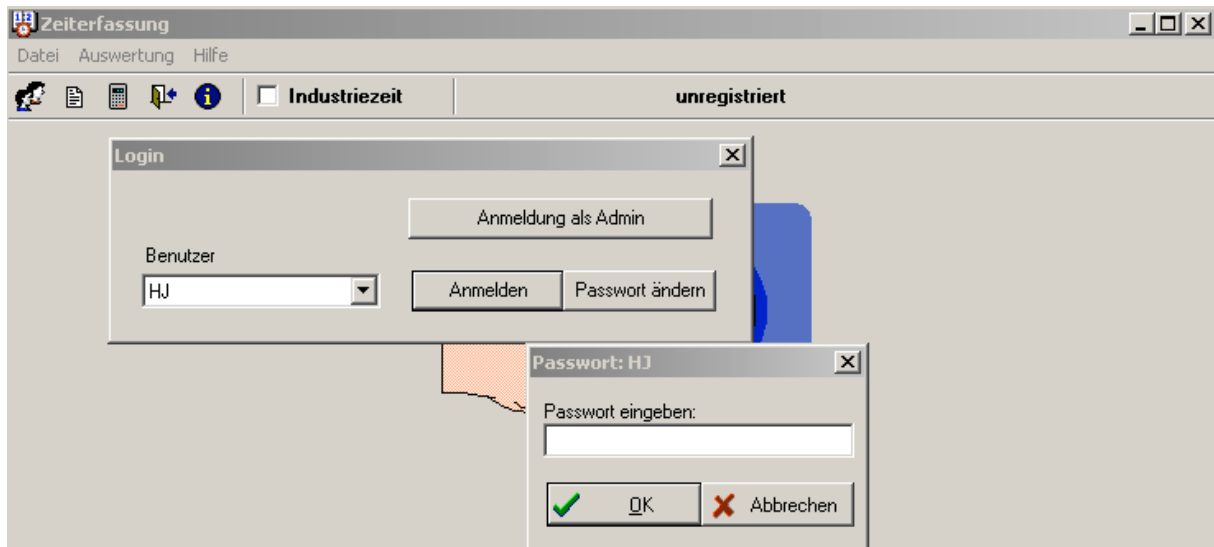 Zeiterfassung
Datei Auswertung Hilfe
Industriezeit unregistriert
Login
Anmeldung als Admin
Benutzer
HJ Anmelden Passwort ändern
Passwort: HJ
Passwort eingeben:
OK Abbrechen